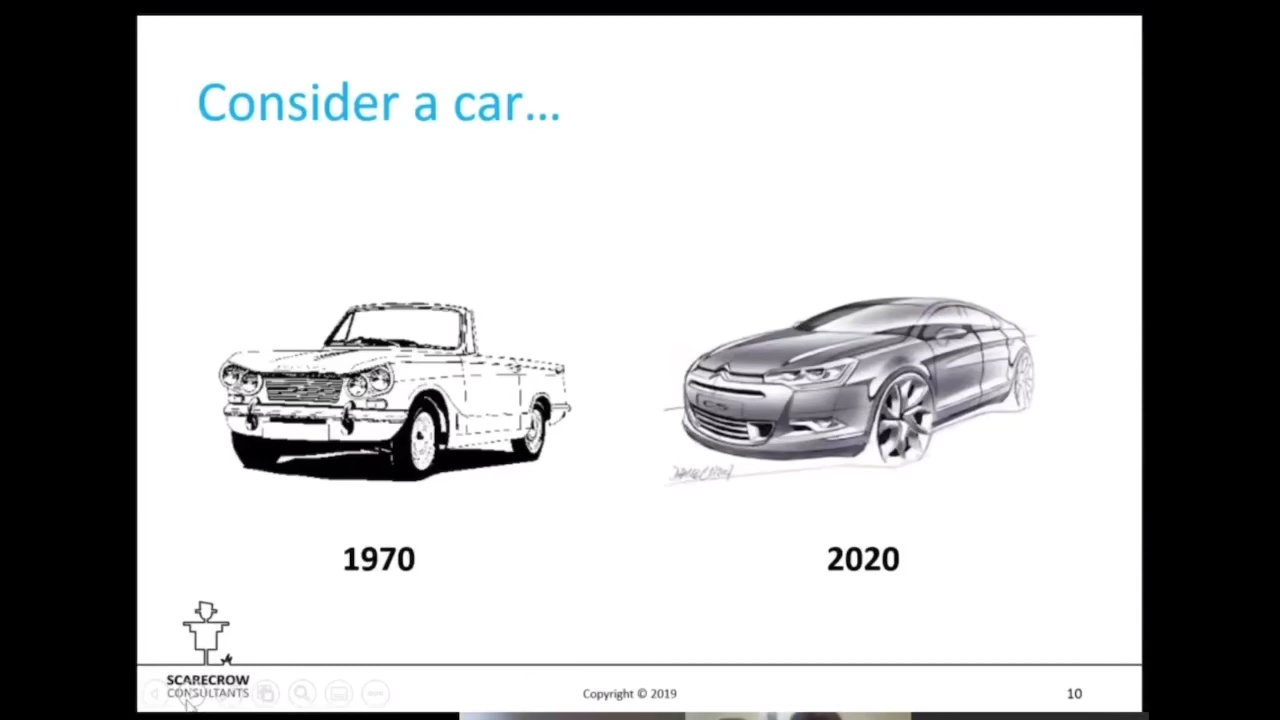 Consider a car...
1970
2020
SCARECROW
CONSULTANTS
Copyright © 2019
10